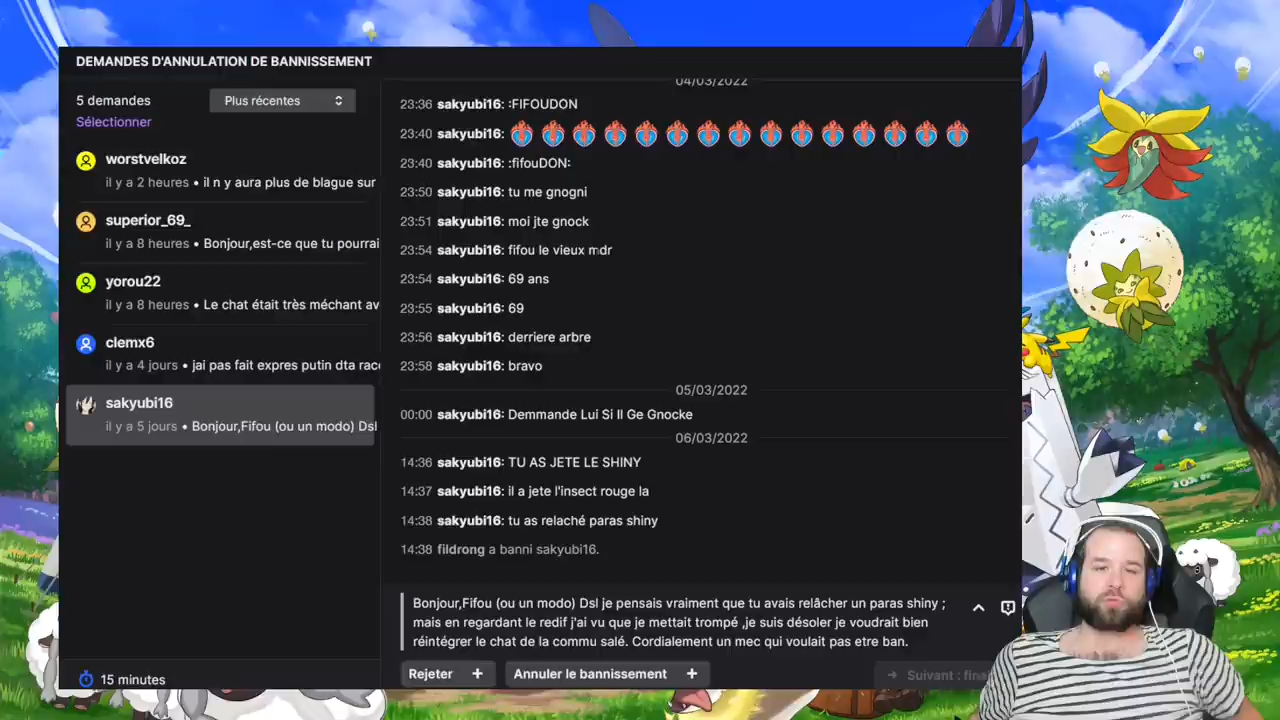 DEMANDES D'ANNULATION DE BANNISSEMENT
5 demandes
Plus récentes
Sélectionner
worstvelkoz
il y a 2 heures • il n y aura plus de blague sur
superior_69_
il y a 8 heures • Bonjour,est-ce que tu pourrai
yorou22
il y a 8 heures • Le chat était très méchant av
clemx6
il y a 4 jours • jai pas fait expres putin dta race
sakyubi16
il y a 5 jours • Bonjour,Fifou (ou un modo) Dsl
15 minutes
04/03/2022
23:36 sakyubi16: :FIFOUDON
23:40 sakyubi16:
23:40 sakyubi16: :fifouDON:
23:50 sakyubi16: tu me gnogni
23:51 sakyubi16: moi jte gnock
23:54 sakyubi16: fifou le vieux mdr
23:54 sakyubi16: 69 ans
23:55 sakyubi16: 69
23:56 sakyubi16: derriere arbre
23:58 sakyubi16: bravo
05/03/2022
00:00 sakyubi16: Demmande Lui Si Il Ge Gnocke
06/03/2022
14:36 sakyubi16: TU AS JETE LE SHINY
14:37 sakyubi16: il a jete l'insect rouge la
14:38 sakyubi16: tu as relaché paras shiny
14:38 fildrong a banni sakyubi16.
Bonjour,Fifou (ou un modo) Dsl je pensais vraiment que tu avais relâcher un paras shiny ;
mais en regardant le redif j'ai vu que je mettait trompé ,je suis désoler je voudrait bien
réintégrer le chat de la commu salé. Cordialement un mec qui voulait pas etre ban.
Rejeter +
Annuler le bannissement +
→ Suivant : fina